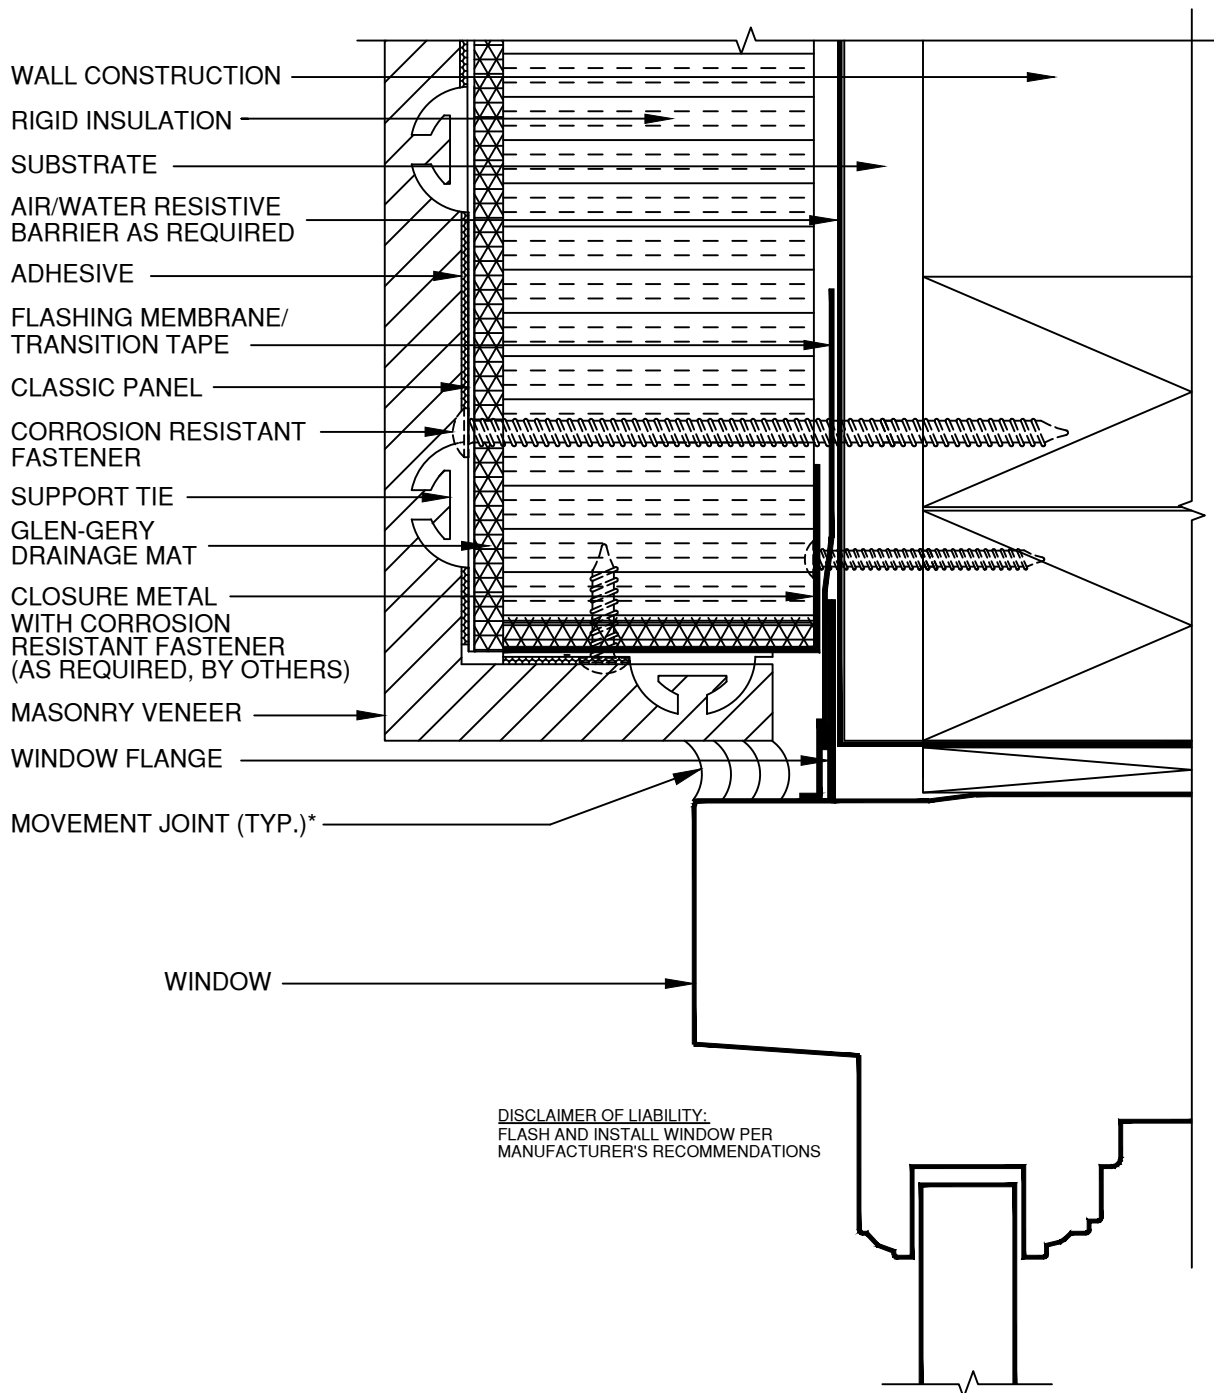 WALL CONSTRUCTION
RIGID INSULATION
SUBSTRATE
AIR/WATER RESISTIVE
BARRIER AS REQUIRED
ADHESIVE
FLASHING MEMBRANE/
TRANSITION TAPE
CLASSIC PANEL
CORROSION RESISTANT
FASTENER
SUPPORT TIE
GLEN-GERY
DRAINAGE MAT
CLOSURE METAL
WITH CORROSION
RESISTANT FASTENER
(AS REQUIRED, BY OTHERS)
MASONRY VENEER
WINDOW FLANGE
MOVEMENT JOINT (TYP.)*
WINDOW
DISCLAIMER OF LIABILITY:
FLASH AND INSTALL WINDOW PER
MANUFACTURER'S RECOMMENDATIONS